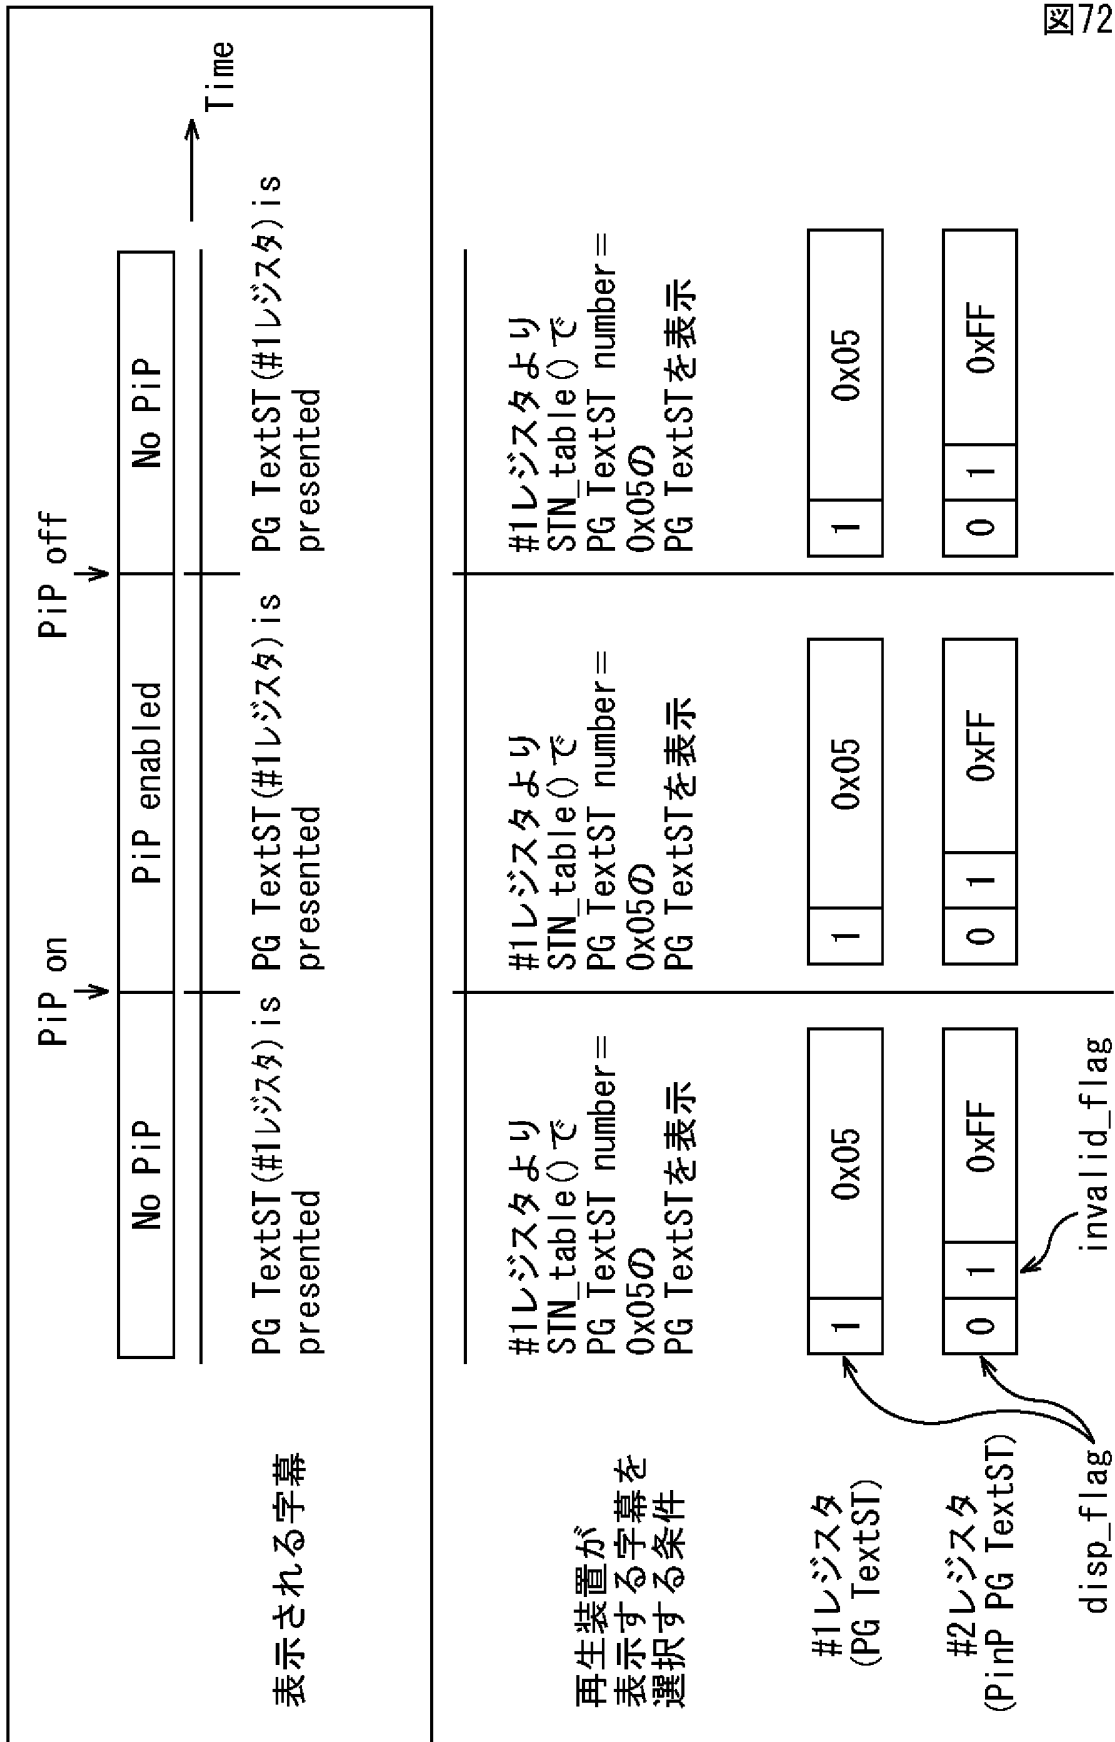 図72
PiP on
PiP off
No PiP
PiP enabled
No PiP
Time
表示される字幕
PG TextST(#1レジスタ)is
presented
PG TextST(#1レジスタ)is
presented
PG TextST(#1レジスタ)is
presented
再生装置が
表示する字幕を
選択する条件
#1レジスタより
STN_table()で
PG TextST number=
0x05の
PG TextSTを表示
#1レジスタより
STN_table()で
PG TextST number=
0x05の
PG TextSTを表示
#1レジスタより
STN_table()で
PG TextST number=
0x05の
PG TextSTを表示
#1レジスタ
(PG TextST)
1 0x05
1 0x05
1 0x05
#2レジスタ
(PinP PG TextST)
0 1 0xFF
0 1 0xFF
0 1 0xFF
disp_flag
invalid_flag